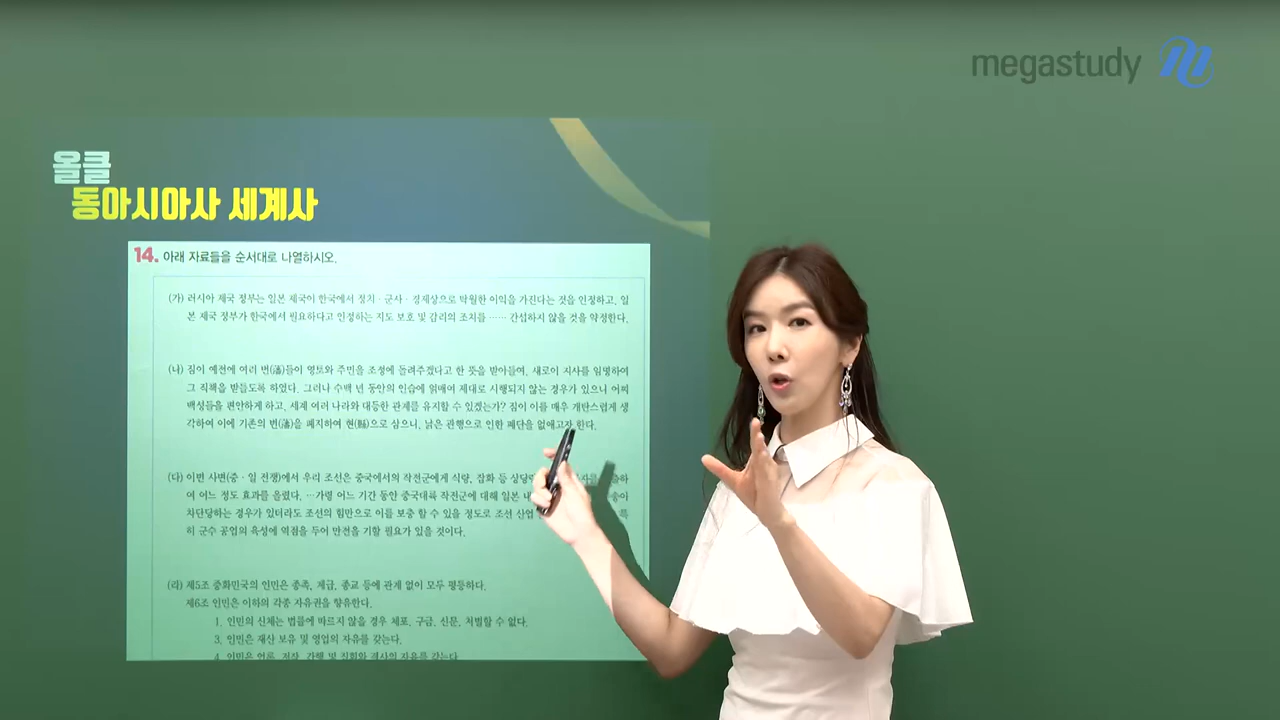 megastudy
올클
동아시아사 세계사
14. 아래 자료들을 순서대로 나열하시오.
(가) 러시아 제국 정부는 일본 제국이 한국에서 정치·군사·경제상으로 탁월한 이익을 가진다는 것을 인정하고, 일
본 제국 정부가 한국에서 필요하다고 인정하는 지도 보호 및 감리의 조치를 …… 간섭하지 않을 것을 약정한다.
(나) 짐이 예전에 여러 번(藩)들이 영토와 주민을 조정에 돌려주겠다고 한 뜻을 받아들여, 새로이 지사를 임명하여
그 직책을 받들도록 하였다. 그러나 수백 년 동안의 인습에 얽매여 제대로 시행되지 않는 경우가 있으니 어찌
백성들을 편안하게 하고, 세계 여러 나라와 대등한 관계를 유지할 수 있겠는가? 짐이 이를 매우 개탄스럽게 생
각하여 이에 기존의 번(藩)을 폐지하여 현(縣)으로 삼으니, 낡은 관행으로 인한 폐단을 없애고자 한다.
(다) 이번 사변(중·일 전쟁)에서 우리 조선은 중국에서의 작전군에게 식량, 잡화 등
여 어느 정도 효과를 올렸다. …가령 어느 기간 동안 중국대륙 작전군에 대해 일본
차단당하는 경우가 있더라도 조선의 힘만으로 이를 보충 할 수 있을 정도로 조선 산업 특
히 군수 공업의 육성에 역점을 두어 만전을 기할 필요가 있을 것이다.
(라) 제5조 중화민국의 인민은 종족, 계급, 종교 등에 관계 없이 모두 평등하다.
제6조 인민은 이하의 각종 자유권을 향유한다.
1. 인민의 신체는 법률에 따르지 않을 경우 체포, 구금, 신문, 처벌할 수 없다.
3. 인민은 재산 보유 및 영업의 자유를 갖는다.
4. 인민은 언론, 저작, 간행 및 집회와 결사의 자유를 갖는다